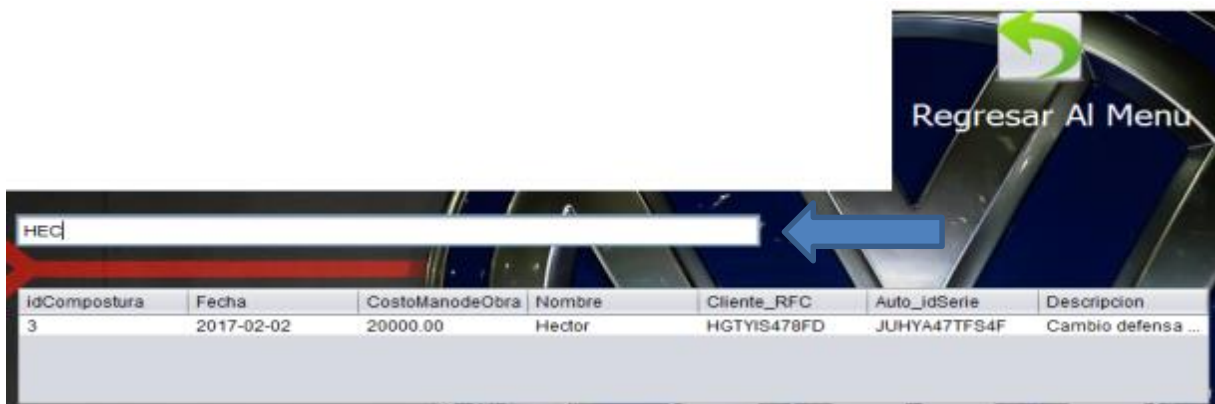 Regresar Al Menu
HEC
idCompostura Fecha CostoManodeObra Nombre Cliente_RFC Auto_idSerie Descripcion
3 2017-02-02 20000.00 Hector HGTYIS478FD JUHYA47TFS4F Cambio defensa ...